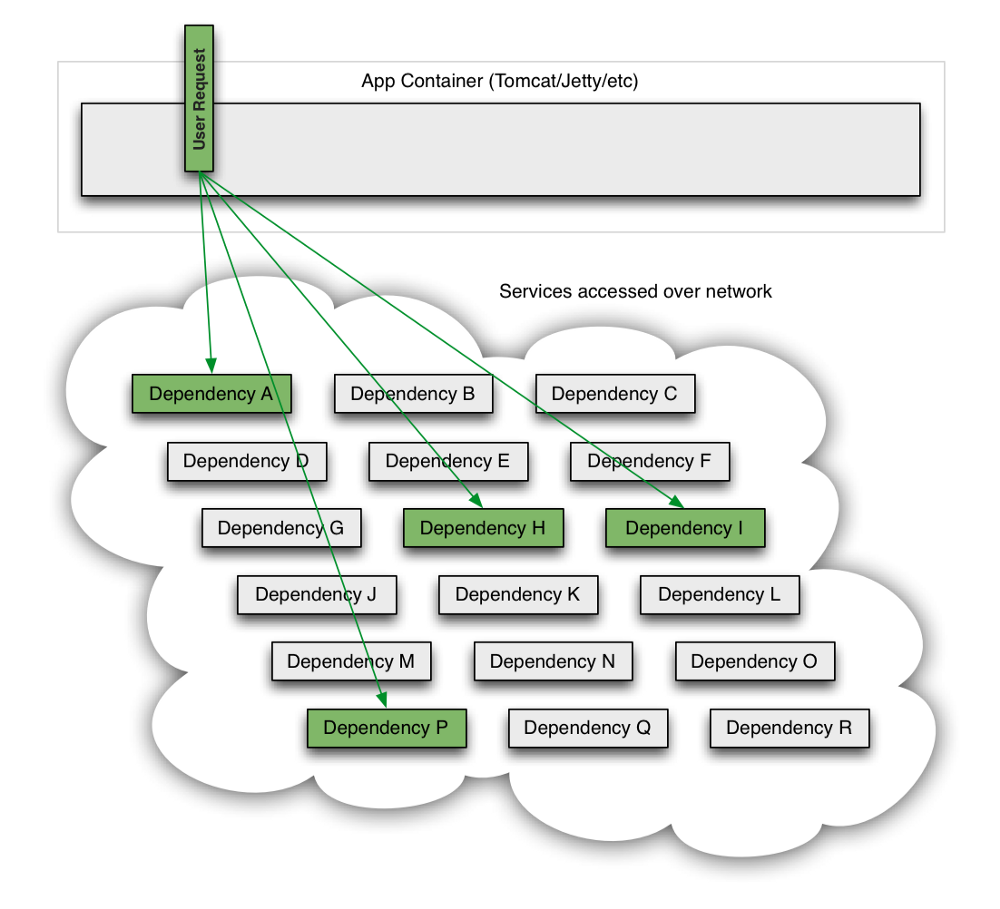 User Request
App Container (Tomcat/Jetty/etc)
Services accessed over network
Dependency A
Dependency B
Dependency C
Dependency D
Dependency E
Dependency F
Dependency G
Dependency H
Dependency I
Dependency J
Dependency K
Dependency L
Dependency M
Dependency N
Dependency O
Dependency P
Dependency Q
Dependency R